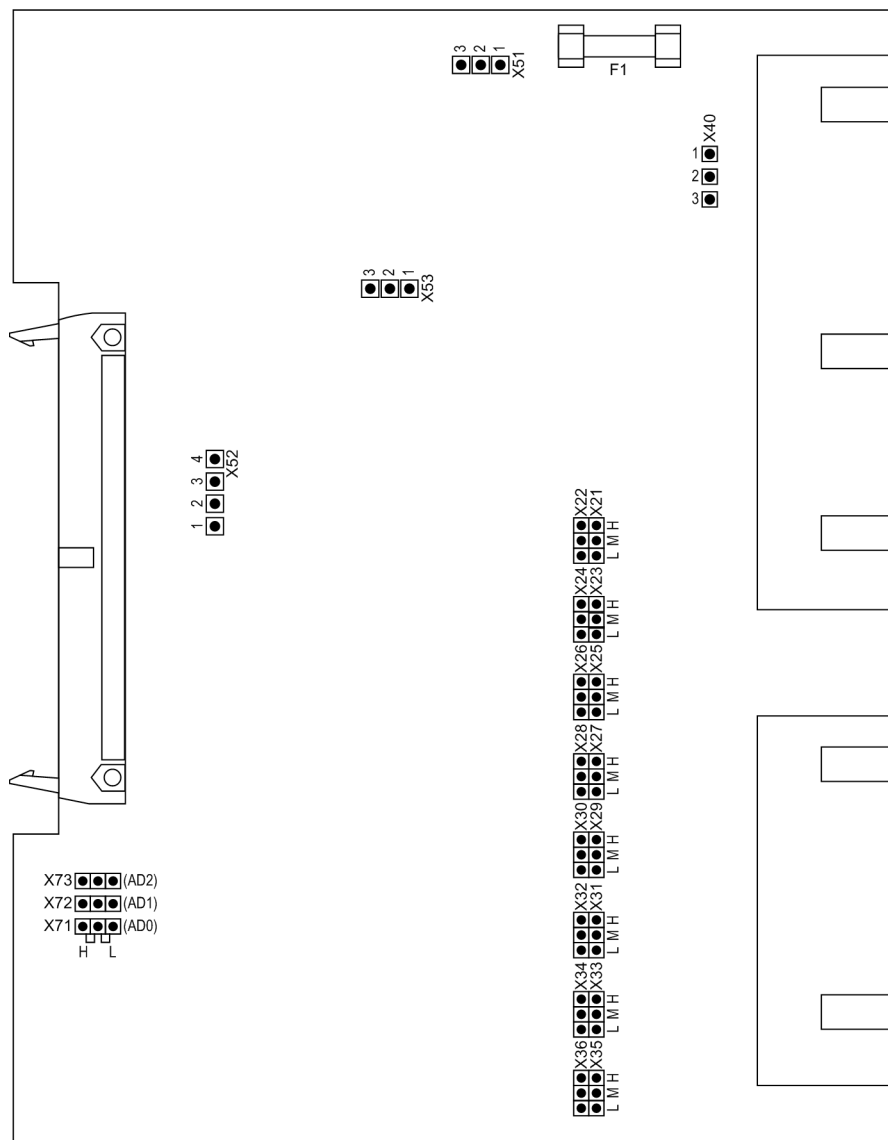 3 2 1 X51
F1
X40
1
2
3
3 2 1 X53
4
3
2
1
X52
X22 X21
H
M
L
X24 X23
H
M
L
X26 X25
H
M
L
X28 X27
H
M
L
X30 X29
H
M
L
X32 X31
H
M
L
X34 X33
H
M
L
X36 X35
H
M
L
X73 (AD2)
X72 (AD1)
X71 (AD0)
H L